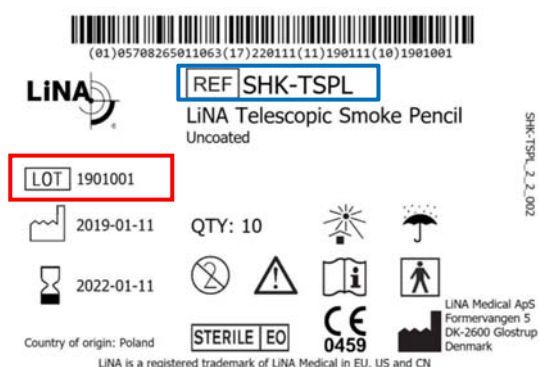 (01)05708265011063(17)220111(11)190111(10)1901001
LiNA
REF SHK-TSPL
LiNA Telescopic Smoke Pencil
Uncoated
SHK-TSPL_2_2_002
LOT 1901001
2019-01-11
QTY: 10
2022-01-11
2
i
LiNA Medical ApS
Formervangen 5
DK-2600 Glostrup
Denmark
Country of origin: Poland
STERILE EO
CE
0459
LiNA is a registered trademark of LiNA Medical in EU, US and CN